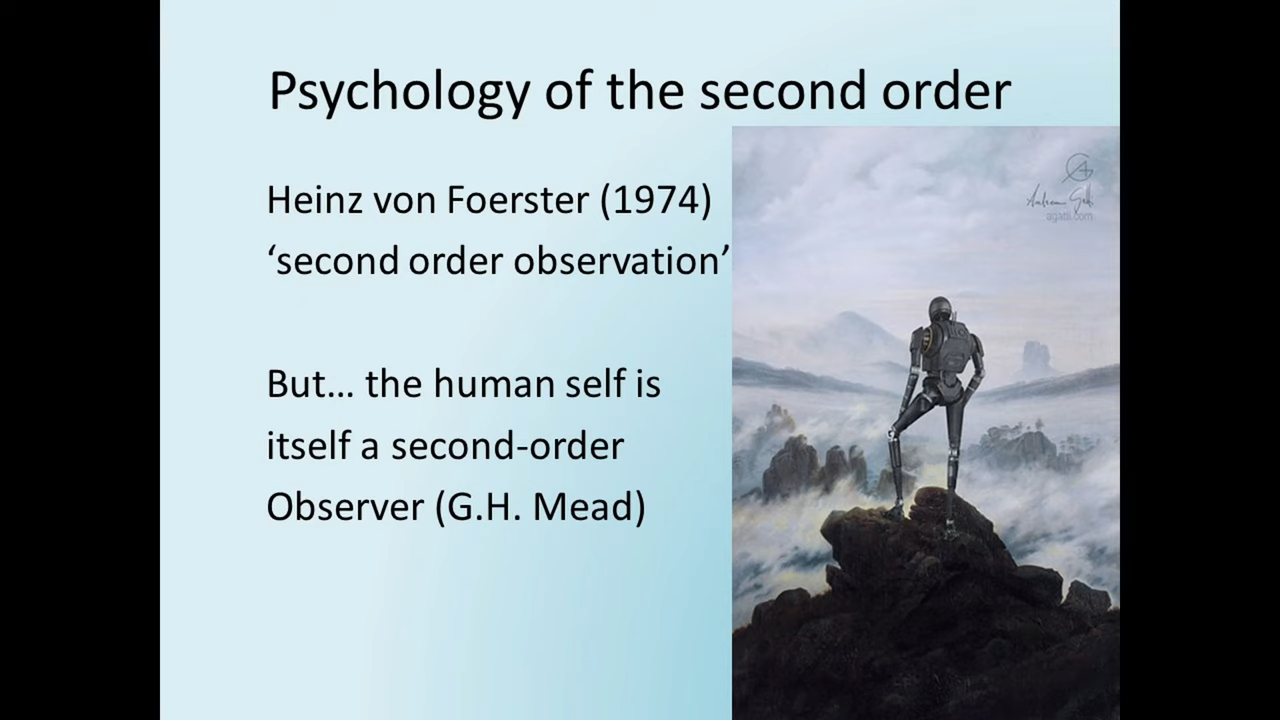 Psychology of the second order
Heinz von Foerster (1974)
‘second order observation’
But... the human self is
itself a second-order
Observer (G.H. Mead)
agatii.com